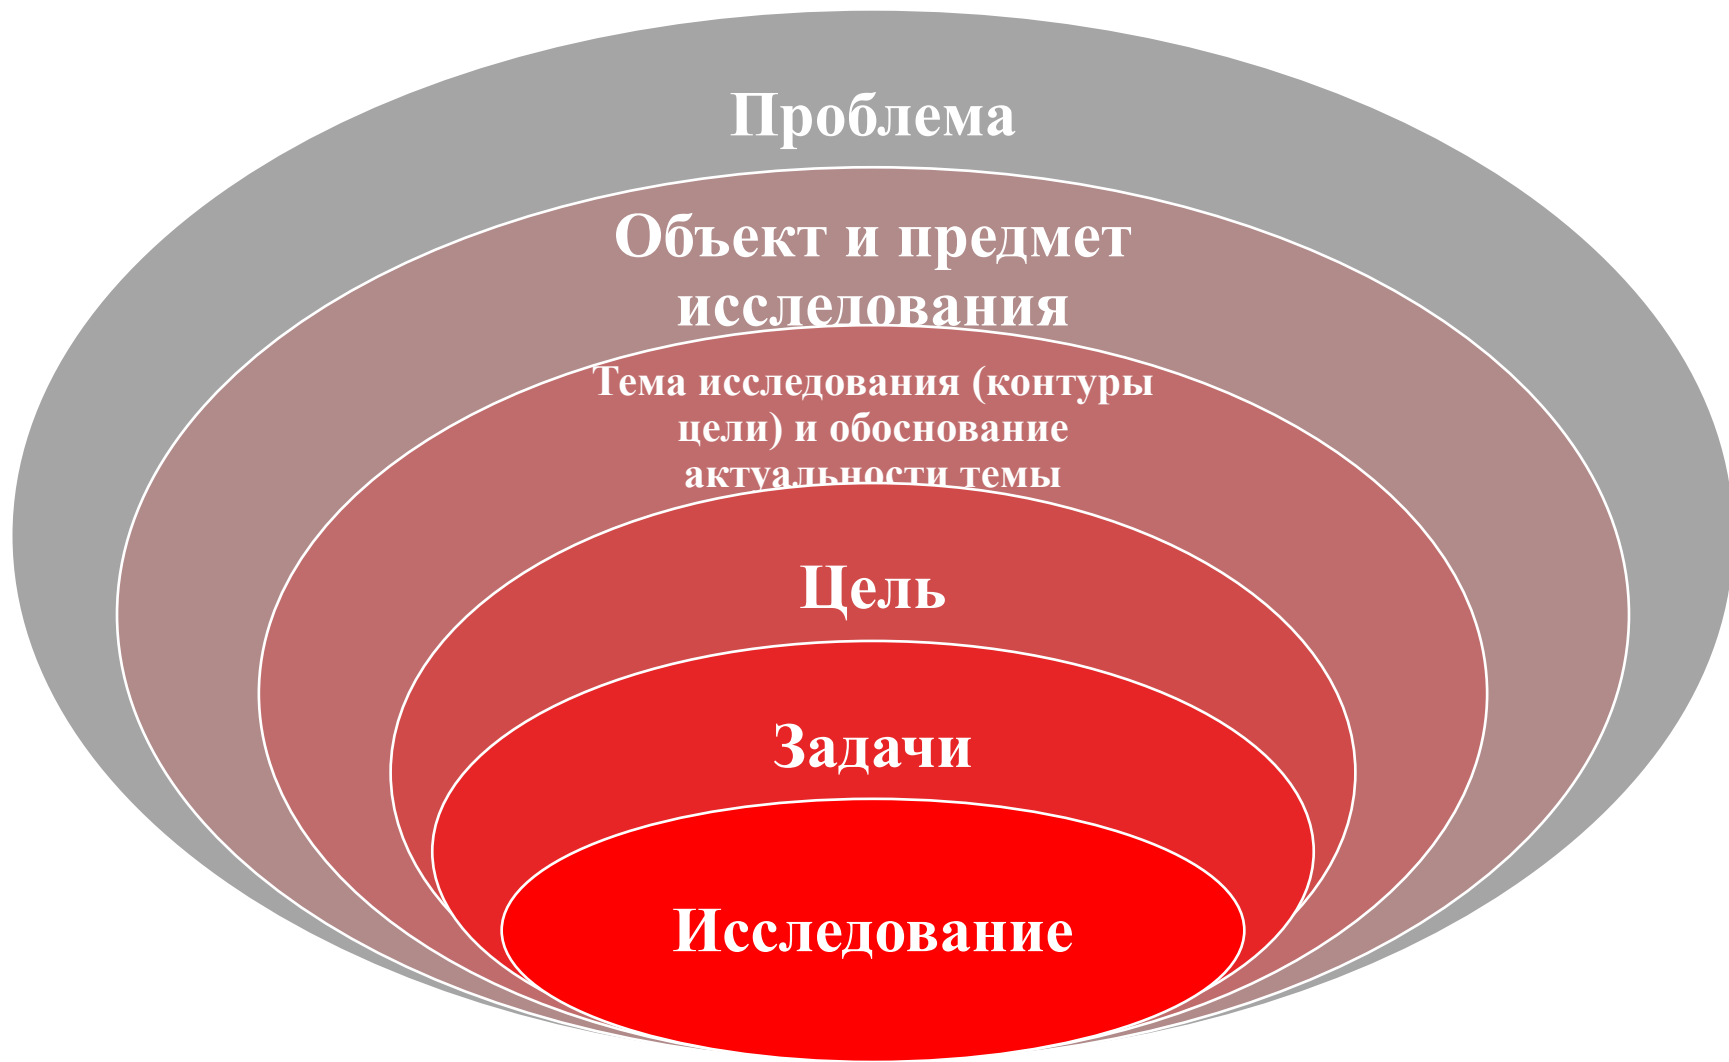 Проблема
Объект и предмет
исследования
Тема исследования (контуры
цели) и обоснование
актуальности темы
Цель
Задачи
Исследование